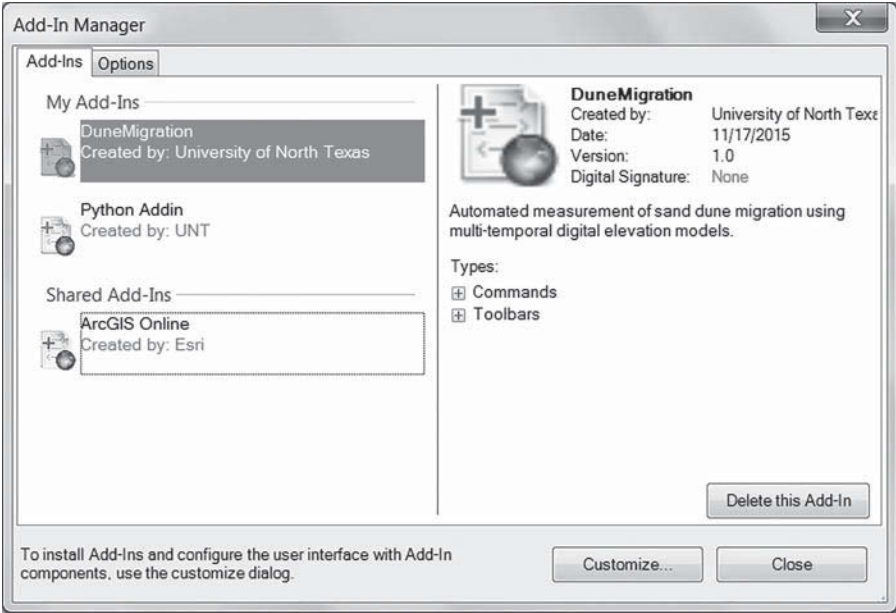 Add-In Manager
X
Add-Ins
Options
My Add-Ins
DuneMigration
Created by: University of North Texas
Python Addin
Created by: UNT
Shared Add-Ins
ArcGIS Online
Created by: Esri
DuneMigration
Created by: University of North Texa
Date: 11/17/2015
Version: 1.0
Digital Signature: None
Automated measurement of sand dune migration using
multi-temporal digital elevation models.
Types:
Commands
Toolbars
Delete this Add-In
To install Add-Ins and configure the user interface with Add-In
components, use the customize dialog.
Customize...
Close